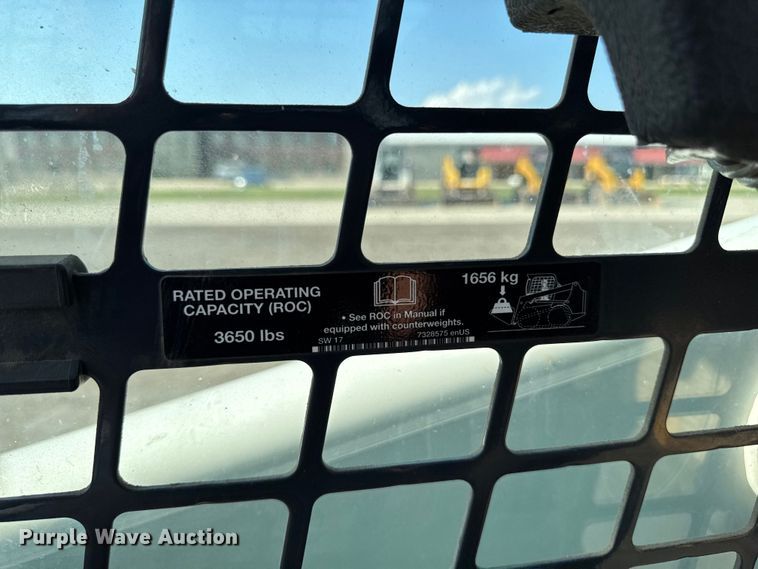 RATED OPERATING
CAPACITY (ROC)
3650 lbs
• See ROC in Manual if
equipped with counterweights.
SW 17
7328575 enUS
1656 kg
Purple Wave Auction